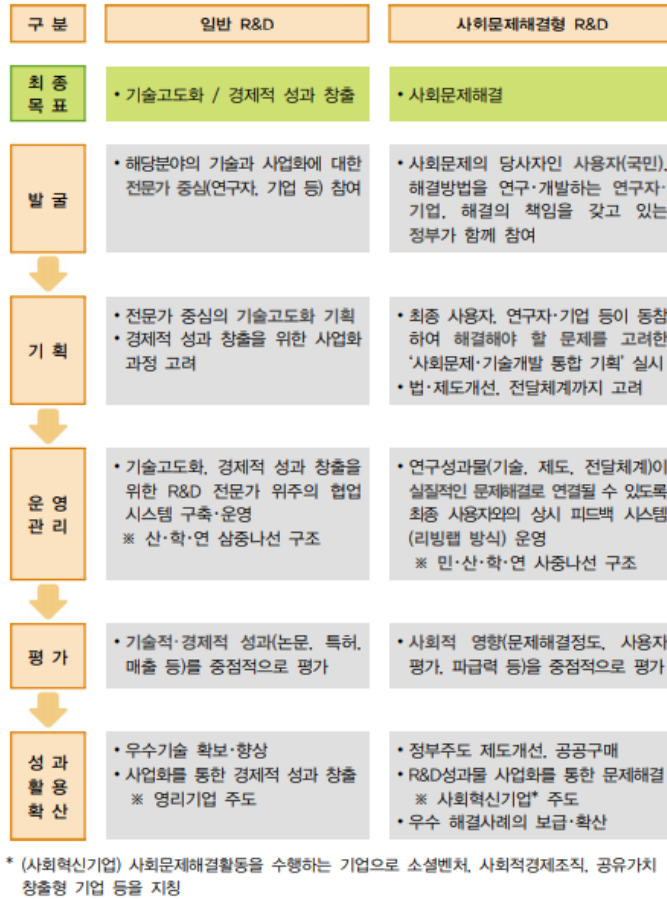 구 분
일반 R&D
사회문제해결형 R&D
최 종
목 표
• 기술고도화 / 경제적 성과 창출
• 사회문제해결
발 굴
• 해당분야의 기술과 사업화에 대한
전문가 중심(연구자, 기업 등) 참여
• 사회문제의 당사자인 사용자(국민),
해결방법을 연구·개발하는 연구자·
기업, 해결의 책임을 갖고 있는
정부가 함께 참여
기 획
• 전문가 중심의 기술고도화 기획
• 경제적 성과 창출을 위한 사업화
과정 고려
• 최종 사용자, 연구자·기업 등이 동참
하여 해결해야 할 문제를 고려한
‘사회문제·기술개발 통합 기획’ 실시
• 법·제도개선, 전달체계까지 고려
운 영
관 리
• 기술고도화, 경제적 성과 창출을
위한 R&D 전문가 위주의 협업
시스템 구축·운영
※ 산·학·연 삼중나선 구조
• 연구성과물(기술, 제도, 전달체계)이
실질적인 문제해결로 연결될 수 있도록
최종 사용자와의 상시 피드백 시스템
(리빙랩 방식) 운영
※ 민·산·학·연 사중나선 구조
평 가
• 기술적·경제적 성과(논문, 특허,
매출 등)를 중점적으로 평가
• 사회적 영향(문제해결정도, 사용자
평가, 파급력 등)을 중점적으로 평가
성 과
활 용
확 산
• 우수기술 확보·향상
• 사업화를 통한 경제적 성과 창출
※ 영리기업 주도
• 정부주도 제도개선, 공공구매
• R&D성과물 사업화를 통한 문제해결
※ 사회혁신기업* 주도
• 우수 해결사례의 보급·확산
* (사회혁신기업) 사회문제해결활동을 수행하는 기업으로 소셜벤처, 사회적경제조직, 공유가치
창출형 기업 등을 지칭